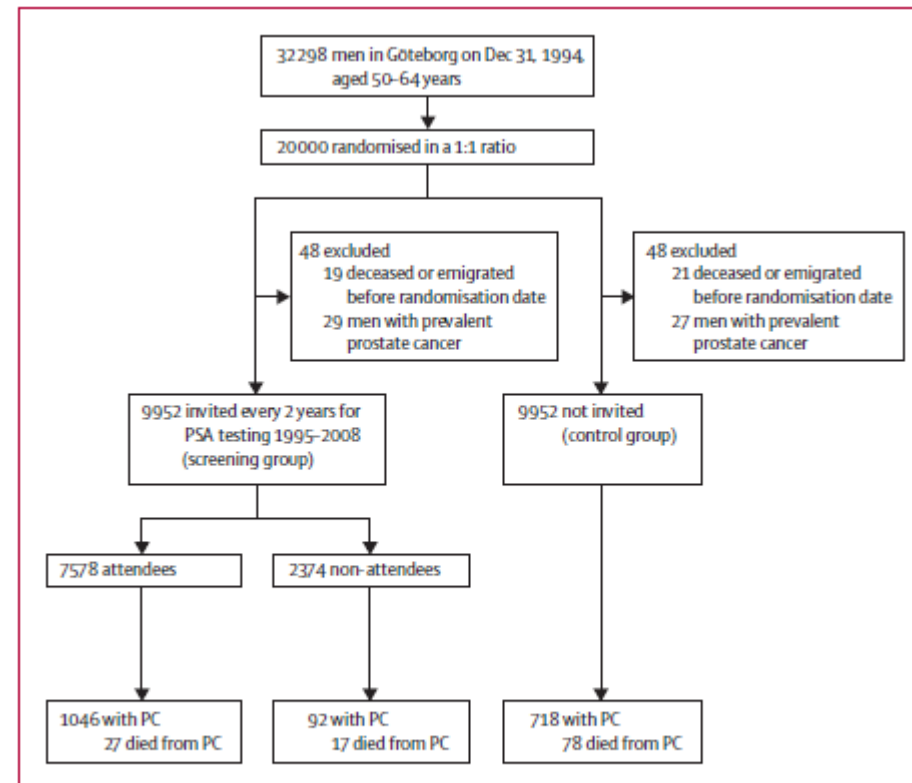 32298 men in Göteborg on Dec 31, 1994,
aged 50–64 years
20000 randomised in a 1:1 ratio
48 excluded
19 deceased or emigrated
before randomisation date
29 men with prevalent
prostate cancer
48 excluded
21 deceased or emigrated
before randomisation date
27 men with prevalent
prostate cancer
9952 invited every 2 years for
PSA testing 1995–2008
(screening group)
9952 not invited
(control group)
7578 attendees
2374 non-attendees
1046 with PC
27 died from PC
92 with PC
17 died from PC
718 with PC
78 died from PC